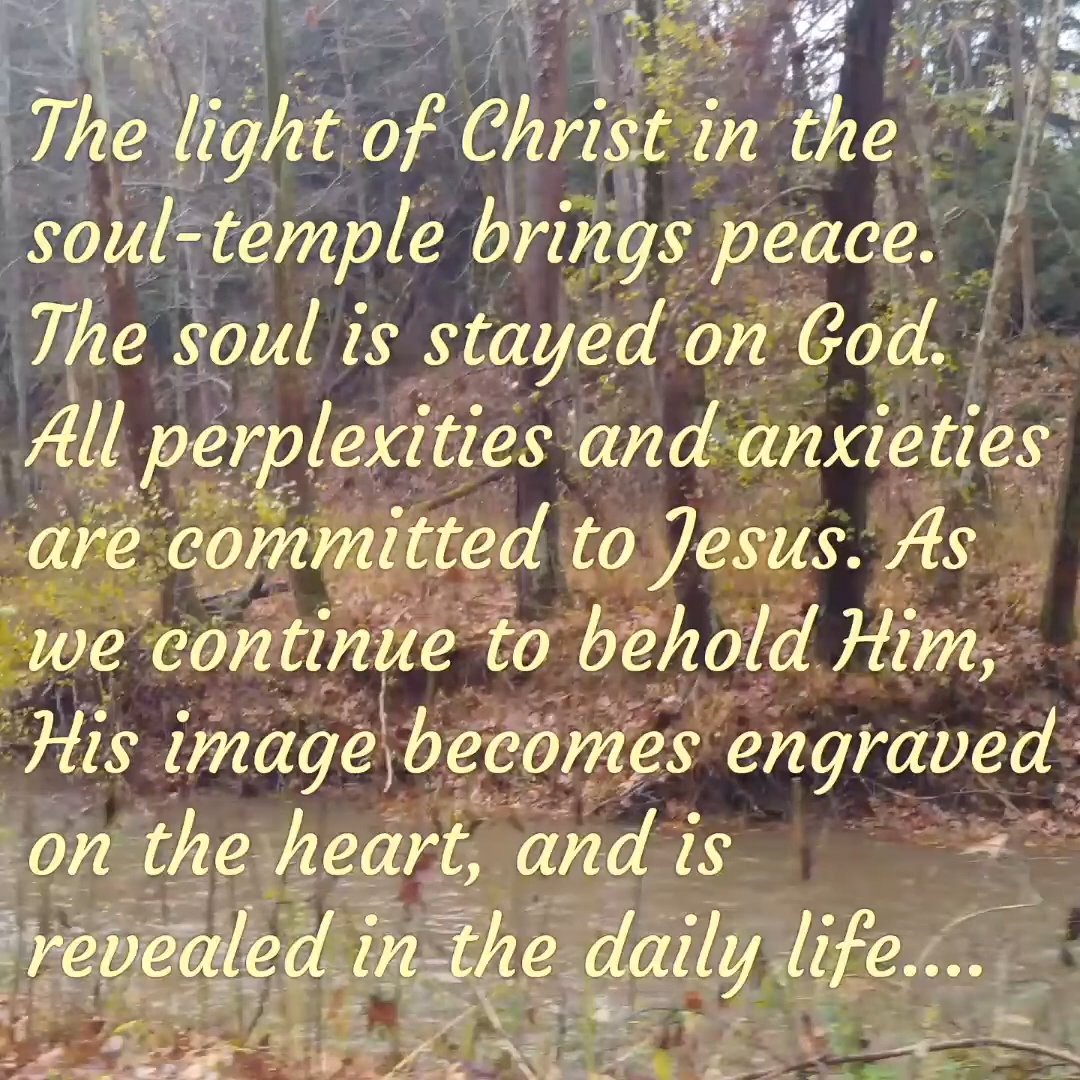 The light of Christ in the
soul-temple brings peace.
The soul is stayed on God.
All perplexities and anxieties
are committed to Jesus. As
we continue to behold Him,
His image becomes engraved
on the heart, and is
revealed in the daily life....